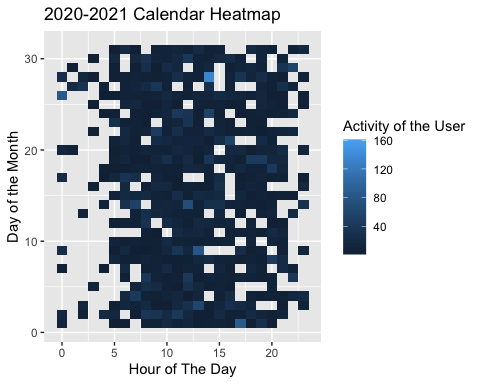 2020-2021 Calendar Heatmap
Day of the Month
30
20
10
0
0 5 10 15 20
Hour of The Day
Activity of the User
160
120
80
40